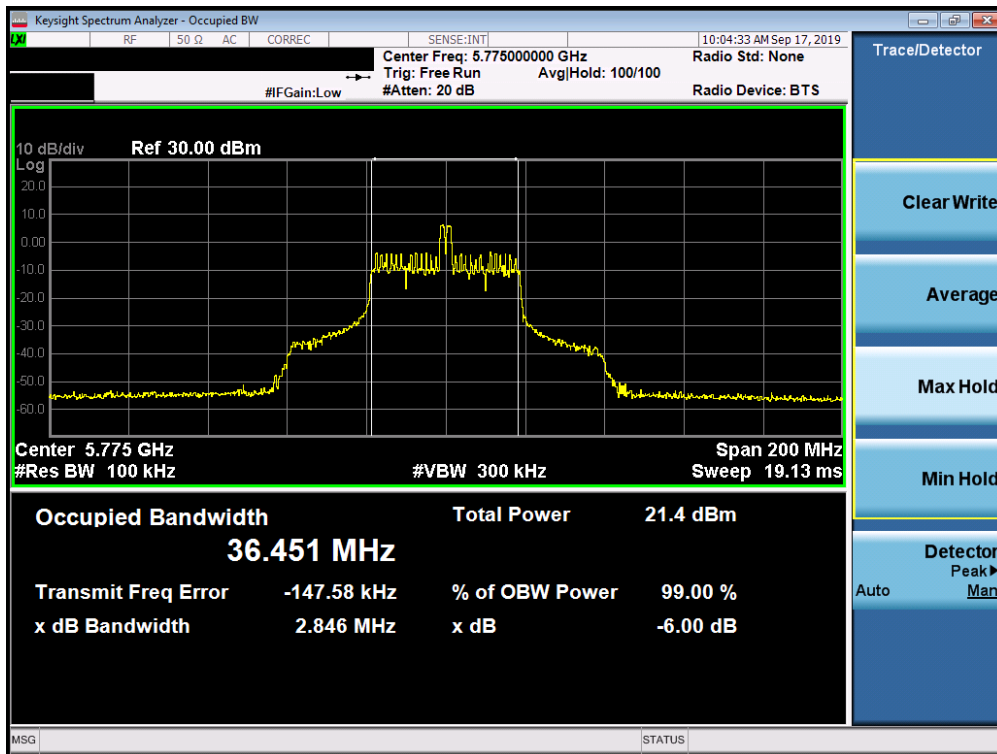 Keysight Spectrum Analyzer - Occupied BW
LXI RF 50 Ω AC CORREC SENSE:INT 10:04:33 AM Sep 17, 2019
Center Freq: 5.775000000 GHz Radio Std: None
Trig: Free Run Avg|Hold: 100/100
#IFGain:Low #Atten: 20 dB Radio Device: BTS
10 dB/div Ref 30.00 dBm
Log
20.0
10.0
0.00
-10.0
-20.0
-30.0
-40.0
-50.0
-60.0
Center 5.775 GHz Span 200 MHz
#Res BW 100 kHz #VBW 300 kHz Sweep 19.13 ms
Occupied Bandwidth Total Power 21.4 dBm
36.451 MHz
Transmit Freq Error -147.58 kHz % of OBW Power 99.00 %
x dB Bandwidth 2.846 MHz x dB -6.00 dB
MSG STATUS
Trace/Detector
Clear Write
Average
Max Hold
Min Hold
Detector
Peak▶
Auto Man